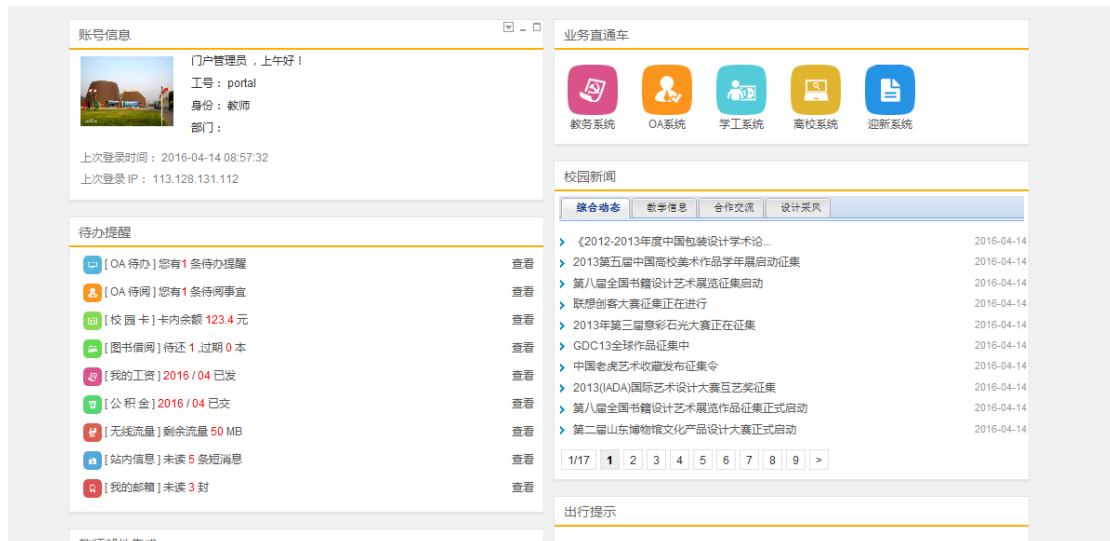 账号信息
门户管理员 ，上午好！
工号： portal
身份： 教师
部门：
上次登录时间： 2016-04-14 08:57:32
上次登录 IP： 113.128.131.112
待办提醒
[ OA 待办 ] 您有1 条待办提醒 查看
[ OA 待阅 ] 您有1 条待阅事宜 查看
[ 校 园 卡 ] 卡内余额 123.4 元 查看
[ 图书借阅 ] 待还 1 ,过期 0 本 查看
[ 我的工资 ] 2016 / 04 已发 查看
[ 公 积 金 ] 2016 / 04 已交 查看
[ 无线流量 ] 剩余流量 50 MB 查看
[ 站内信息 ] 未读 5 条短消息 查看
[ 我的邮箱 ] 未读 3 封 查看
业务直通车
教务系统 OA系统 学工系统 离校系统 迎新系统
校园新闻
综合动态 教学信息 合作交流 设计采风
《2012-2013年度中国包装设计学术论... 2016-04-14
2013第五届中国高校美术作品学年展启动征集 2016-04-14
第八届全国书籍设计艺术展览征集启动 2016-04-14
联想创客大赛征集正在进行 2016-04-14
2013年第三届意彩石光大赛正在征集 2016-04-14
GDC13全球作品征集中 2016-04-14
中国老虎艺术收藏发布征集令 2016-04-14
2013(IADA)国际艺术设计大赛互艺奖征集 2016-04-14
第八届全国书籍设计艺术展览作品征集正式启动 2016-04-14
第二届山东博物馆文化产品设计大赛正式启动 2016-04-14
1/17 1 2 3 4 5 6 7 8 9 >
出行提示